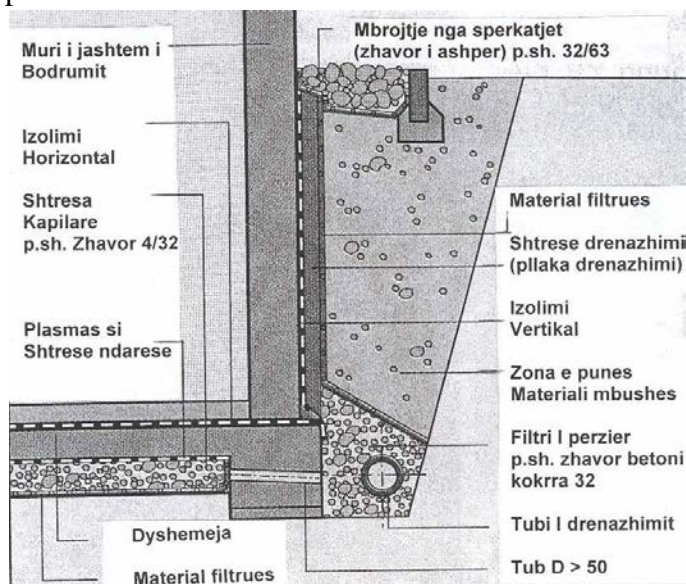 Muri i jashtem i
Bodrumit
Izolimi
Horizontal
Shtresa
Kapilare
p.sh. Zhavor 4/32
Plasmas si
Shtrese ndarese
Dyshemeja
Material filtrues
Mbrojtje nga sperkatjet
(zhavor i ashper) p.sh. 32/63
Material filtrues
Shtrese drenazhimi
(pllaka drenazhimi)
Izolimi
Vertikal
Zona e punes
Materiali mbushes
Filtri I perzier
p.sh. zhavor betoni
kokrra 32
Tubi I drenazhimit
Tub D > 50